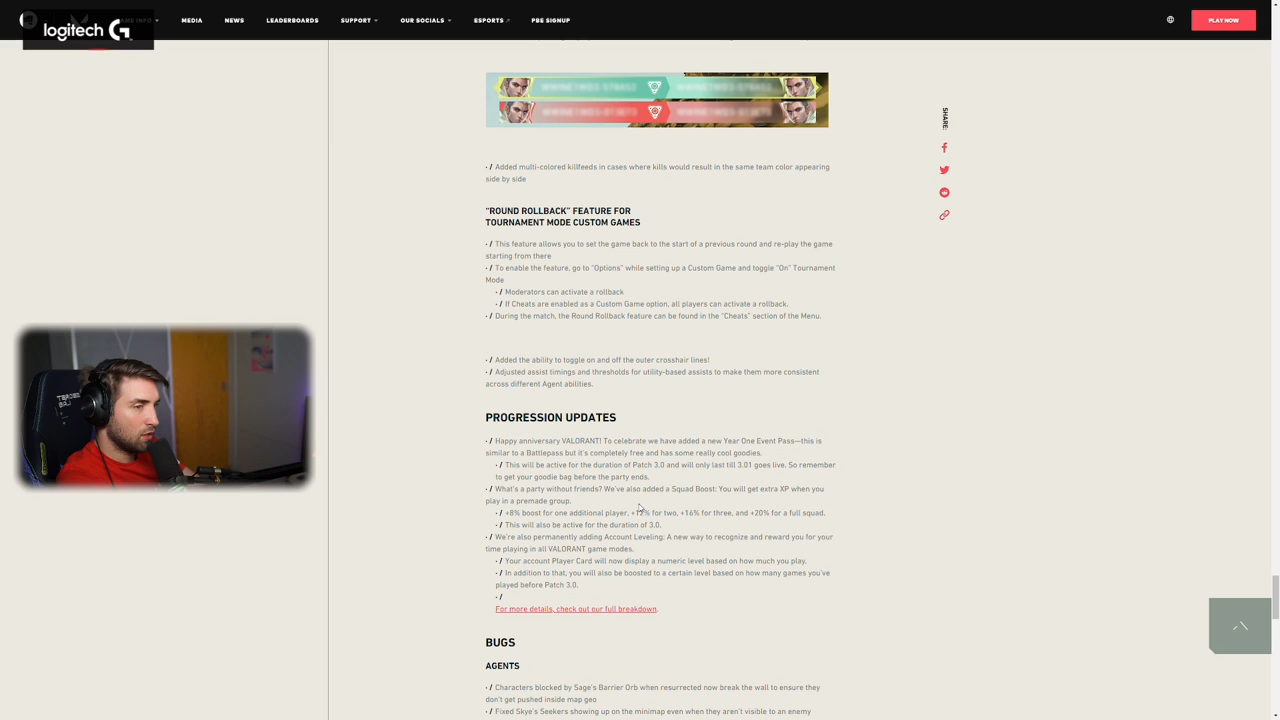 logitech G
MEDIA
NEWS
LEADERBOARDS
SUPPORT
OUR SOCIALS
ESPORTS
PBE SIGNUP
PLAY NOW
SHARE:
· / Added multi-colored killfeeds in cases where kills would result in the same team color appearing
side by side
“ROUND ROLLBACK” FEATURE FOR
TOURNAMENT MODE CUSTOM GAMES
· / This feature allows you to set the game back to the start of a previous round and re-play the game
starting from there
· / To enable the feature, go to “Options” while setting up a Custom Game and toggle “On” Tournament
Mode
· / Moderators can activate a rollback
· / If Cheats are enabled as a Custom Game option, all players can activate a rollback.
· / During the match, the Round Rollback feature can be found in the “Cheats” section of the Menu.
· / Added the ability to toggle on and off the outer crosshair lines!
· / Adjusted assist timings and thresholds for utility-based assists to make them more consistent
across different Agent abilities.
PROGRESSION UPDATES
· / Happy anniversary VALORANT! To celebrate we have added a new Year One Event Pass—this is
similar to a Battlepass but it’s completely free and has some really cool goodies.
· / This will be active for the duration of Patch 3.0 and will only last till 3.01 goes live. So remember
to get your goodie bag before the party ends.
· / What’s a party without friends? We’ve also added a Squad Boost: You will get extra XP when you
play in a premade group.
· / +8% boost for one additional player, +12% for two, +16% for three, and +20% for a full squad.
· / This will also be active for the duration of 3.0.
· / We’re also permanently adding Account Leveling: A new way to recognize and reward you for your
time playing in all VALORANT game modes.
· / Your account Player Card will now display a numeric level based on how much you play.
· / In addition to that, you will also be boosted to a certain level based on how many games you’ve
played before Patch 3.0.
· /
For more details, check out our full breakdown.
BUGS
AGENTS
· / Characters blocked by Sage’s Barrier Orb when resurrected now break the wall to ensure they
don’t get pushed inside map geo
· / Fixed Skye’s Seekers showing up on the minimap even when they aren’t visible to an enemy